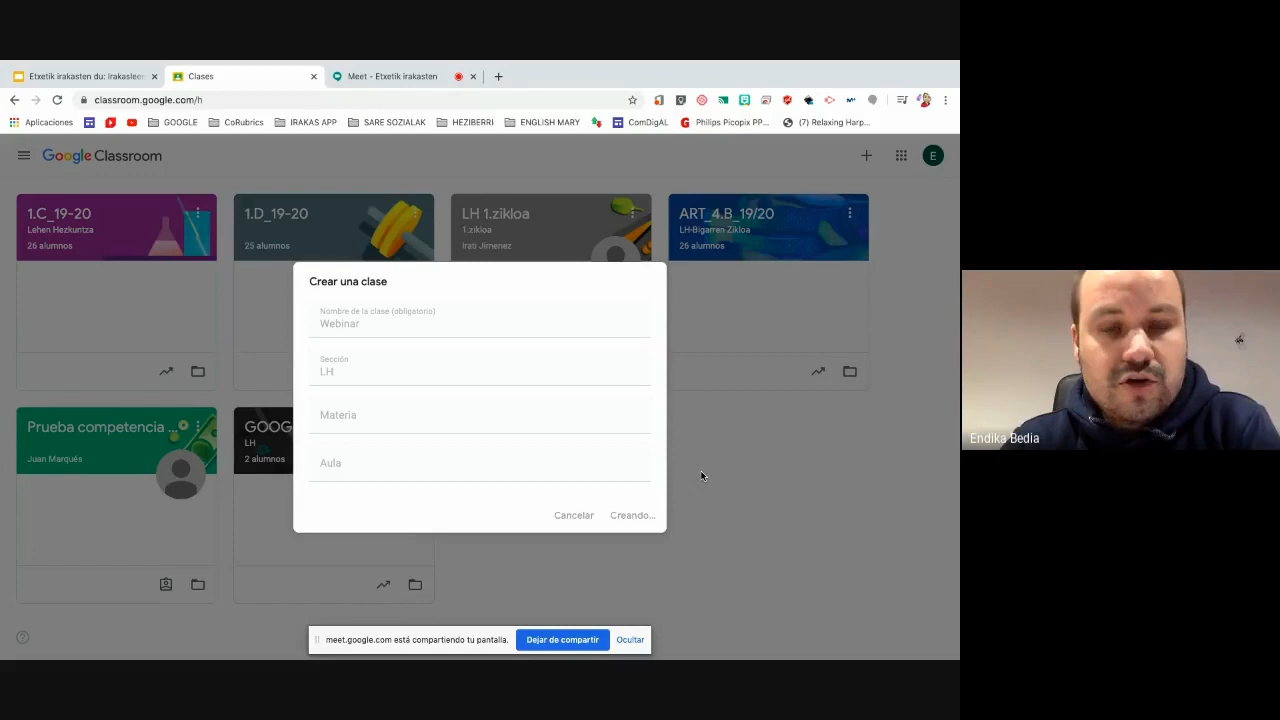 Etxetik irakasten du: Irakasleen
Clases
Meet - Etxetik irakasten
classroom.google.com/h
Aplicaciones
GOOGLE
CoRubrics
IRAKAS APP
SARE SOZIALAK
HEZIBERRI
ENGLISH MARY
ComDigAL
Philips Picopix PP...
(7) Relaxing Harp...
Google Classroom
E
1.C_19-20
Lehen Hezkuntza
26 alumnos
1.D_19-20
25 alumnos
LH 1.zikloa
1.zikloa
Irati Jimenez
ART_4.B_19/20
LH-Bigarren Zikloa
26 alumnos
Crear una clase
Nombre de la clase (obligatorio)
Webinar
Sección
LH
Materia
Aula
Cancelar
Creando...
Prueba competencia ...
Juan Marqués
GOOG
LH
2 alumnos
meet.google.com está compartiendo tu pantalla.
Dejar de compartir
Ocultar
Endika Bedia